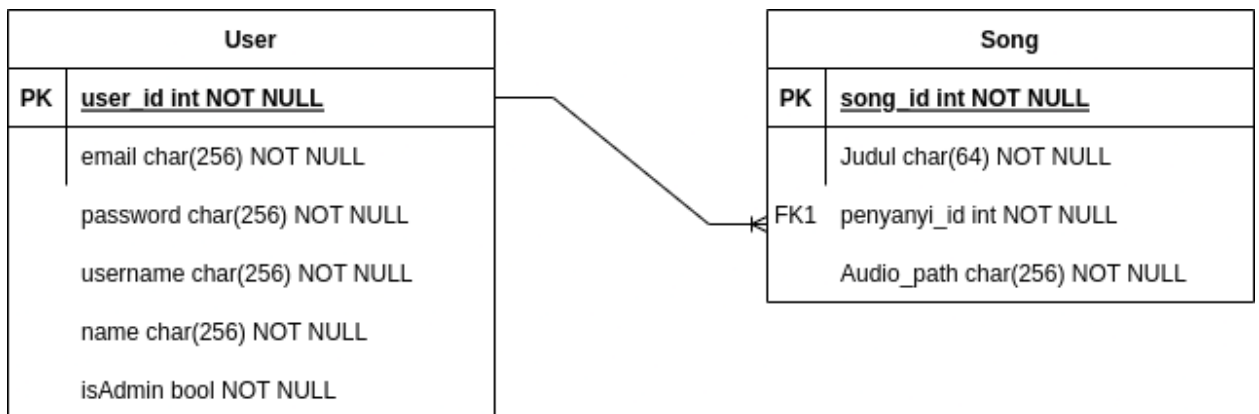 User
PK user_id int NOT NULL
email char(256) NOT NULL
password char(256) NOT NULL
username char(256) NOT NULL
name char(256) NOT NULL
isAdmin bool NOT NULL
Song
PK song_id int NOT NULL
Judul char(64) NOT NULL
FK1 penyanyi_id int NOT NULL
Audio_path char(256) NOT NULL